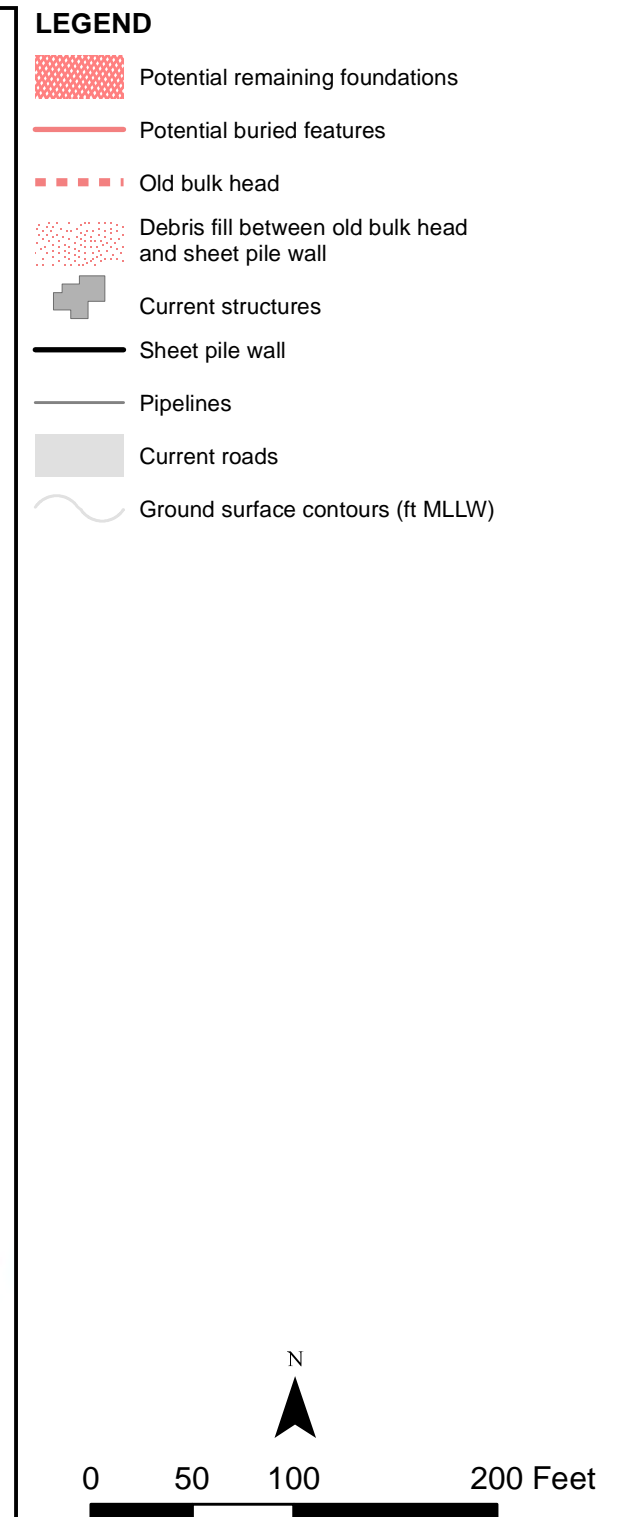 LEGEND
Potential remaining foundations
Potential buried features
Old bulk head
Debris fill between old bulk head
and sheet pile wall
Current structures
Sheet pile wall
Pipelines
Current roads
Ground surface contours (ft MLLW)
N
0 50 100 200 Feet